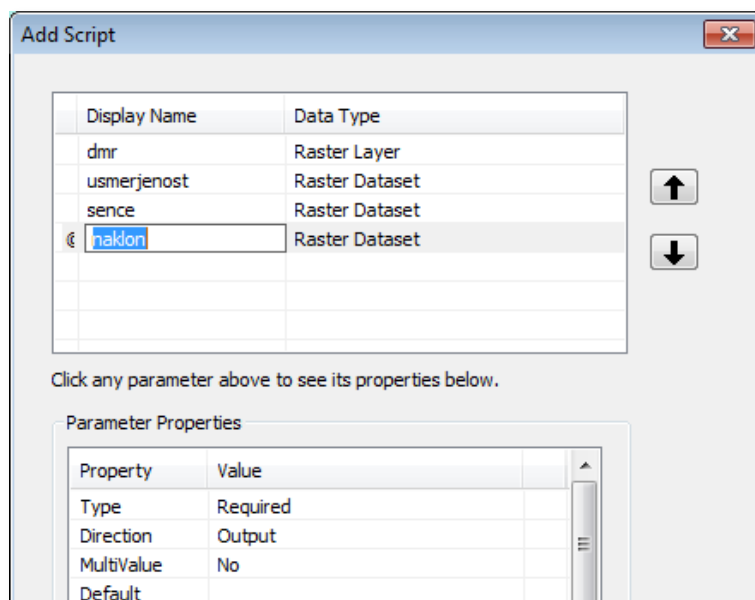 Add Script
Display Name Data Type
dmr Raster Layer
usmerjenost Raster Dataset
sence Raster Dataset
naklon Raster Dataset
Click any parameter above to see its properties below.
Parameter Properties
Property Value
Type Required
Direction Output
MultiValue No
Default